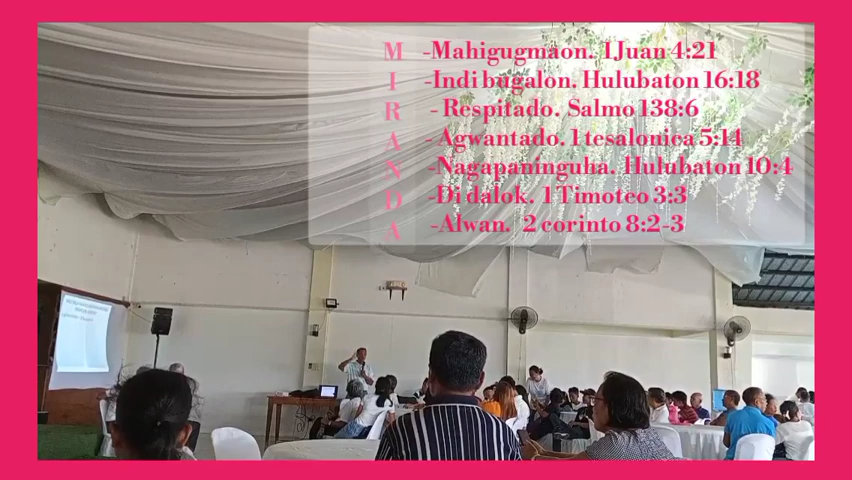 M -Mahigugmaon. 1Juan 4:21
I -Indi bugalon. Hulubaton 16:18
R - Respitado. Salmo 138:6
A - Agwantado. 1 tesalonica 5:14
N -Nagapaninguha. Hulubaton 10:4
D -Di dalok. 1 Timoteo 3:3
A -Alwan. 2 corinto 8:2-3